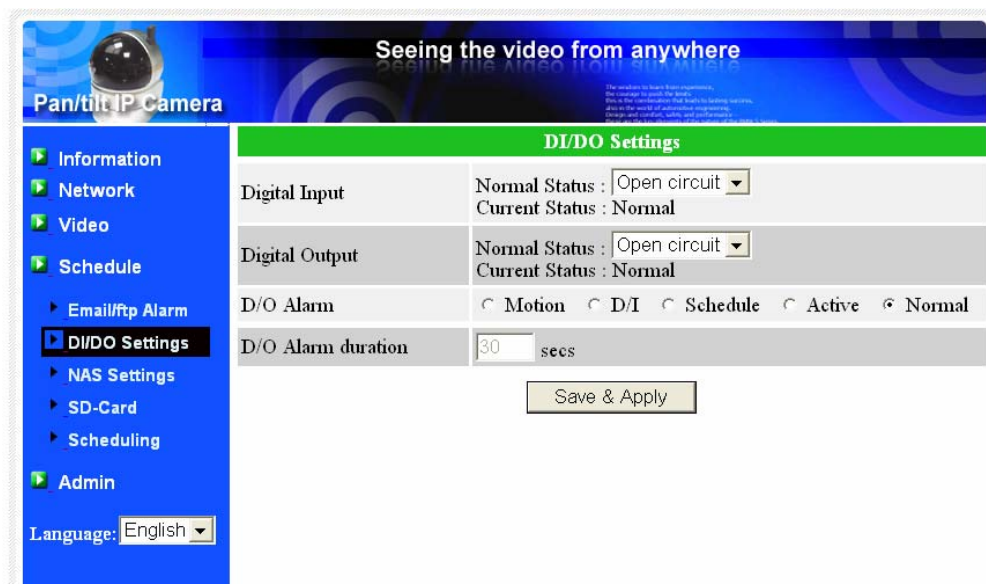 Seeing the video from anywhere
Pan/tilt IP Camera
Information
Network
Video
Schedule
Email/ftp Alarm
DI/DO Settings
NAS Settings
SD-Card
Scheduling
Admin
Language: English
DI/DO Settings
Digital Input
Normal Status : Open circuit
Current Status : Normal
Digital Output
Normal Status : Open circuit
Current Status : Normal
D/O Alarm
Motion D/I Schedule Active Normal
D/O Alarm duration
30 secs
Save & Apply